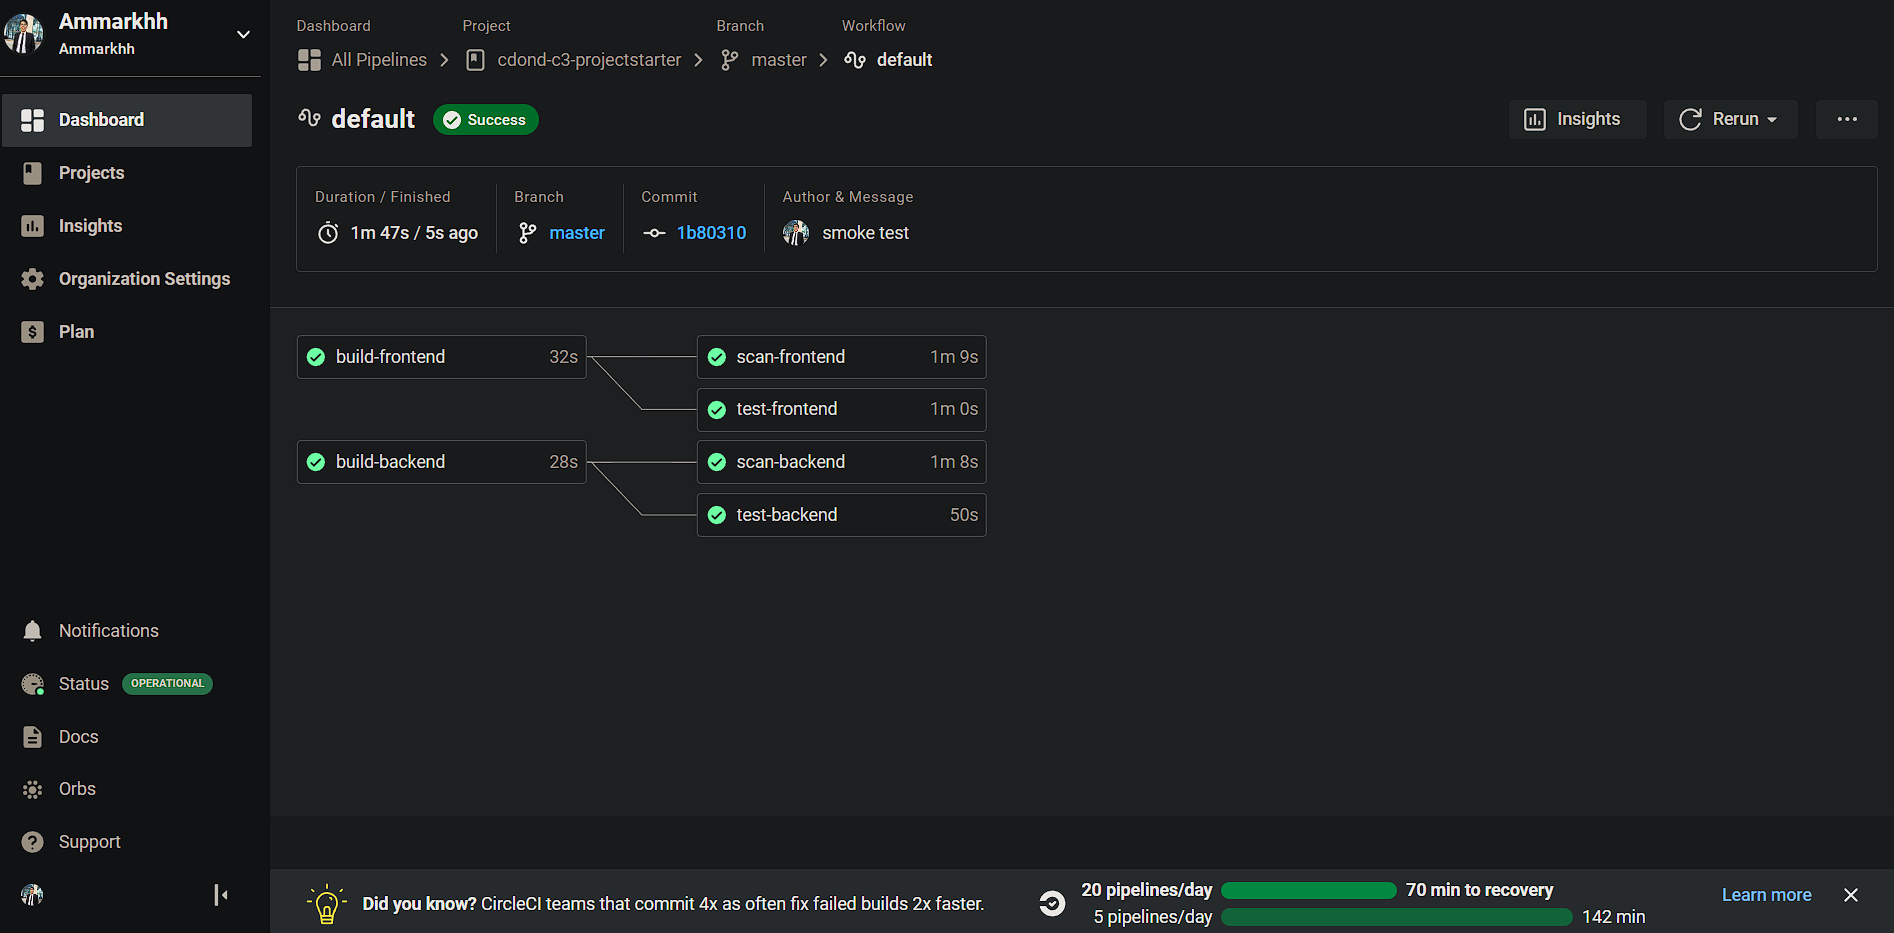 Ammarkhh
Ammarkhh
Dashboard
Projects
Insights
Organization Settings
Plan
Notifications
Status OPERATIONAL
Docs
Orbs
Support
Dashboard Project Branch Workflow
All Pipelines cdond-c3-projectstarter master default
default Success
Insights Rerun
Duration / Finished Branch Commit Author & Message
1m 47s / 5s ago master 1b80310 smoke test
build-frontend 32s scan-frontend 1m 9s
test-frontend 1m 0s
build-backend 28s scan-backend 1m 8s
test-backend 50s
Did you know? CircleCI teams that commit 4x as often fix failed builds 2x faster.
20 pipelines/day 70 min to recovery
5 pipelines/day 142 min
Learn more